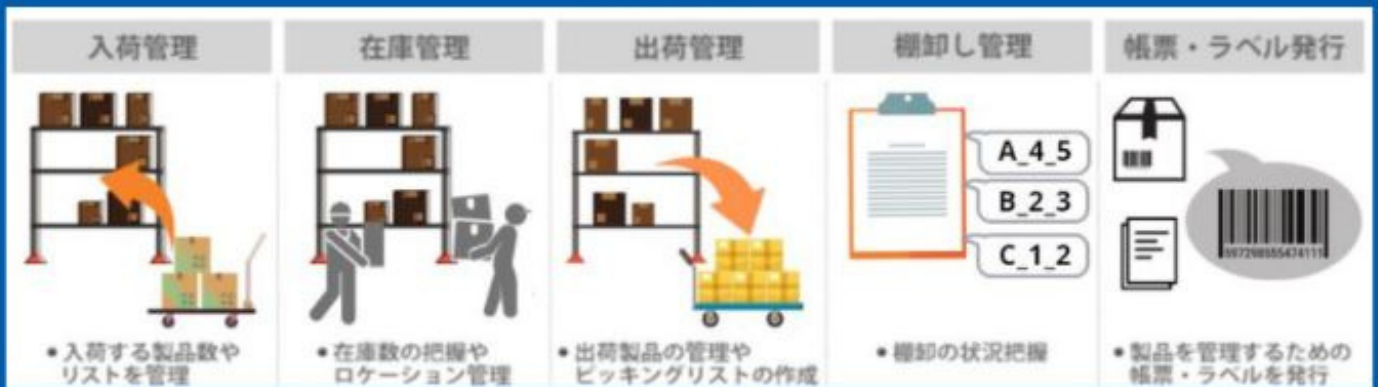 入荷管理
在庫管理
出荷管理
棚卸し管理
帳票・ラベル発行
A_4_5
B_2_3
C_1_2
• 入荷する製品数や
リストを管理
• 在庫数の把握や
ロケーション管理
• 出荷製品の管理や
ピッキングリストの作成
• 棚卸の状況把握
• 製品を管理するための
帳票・ラベルを発行